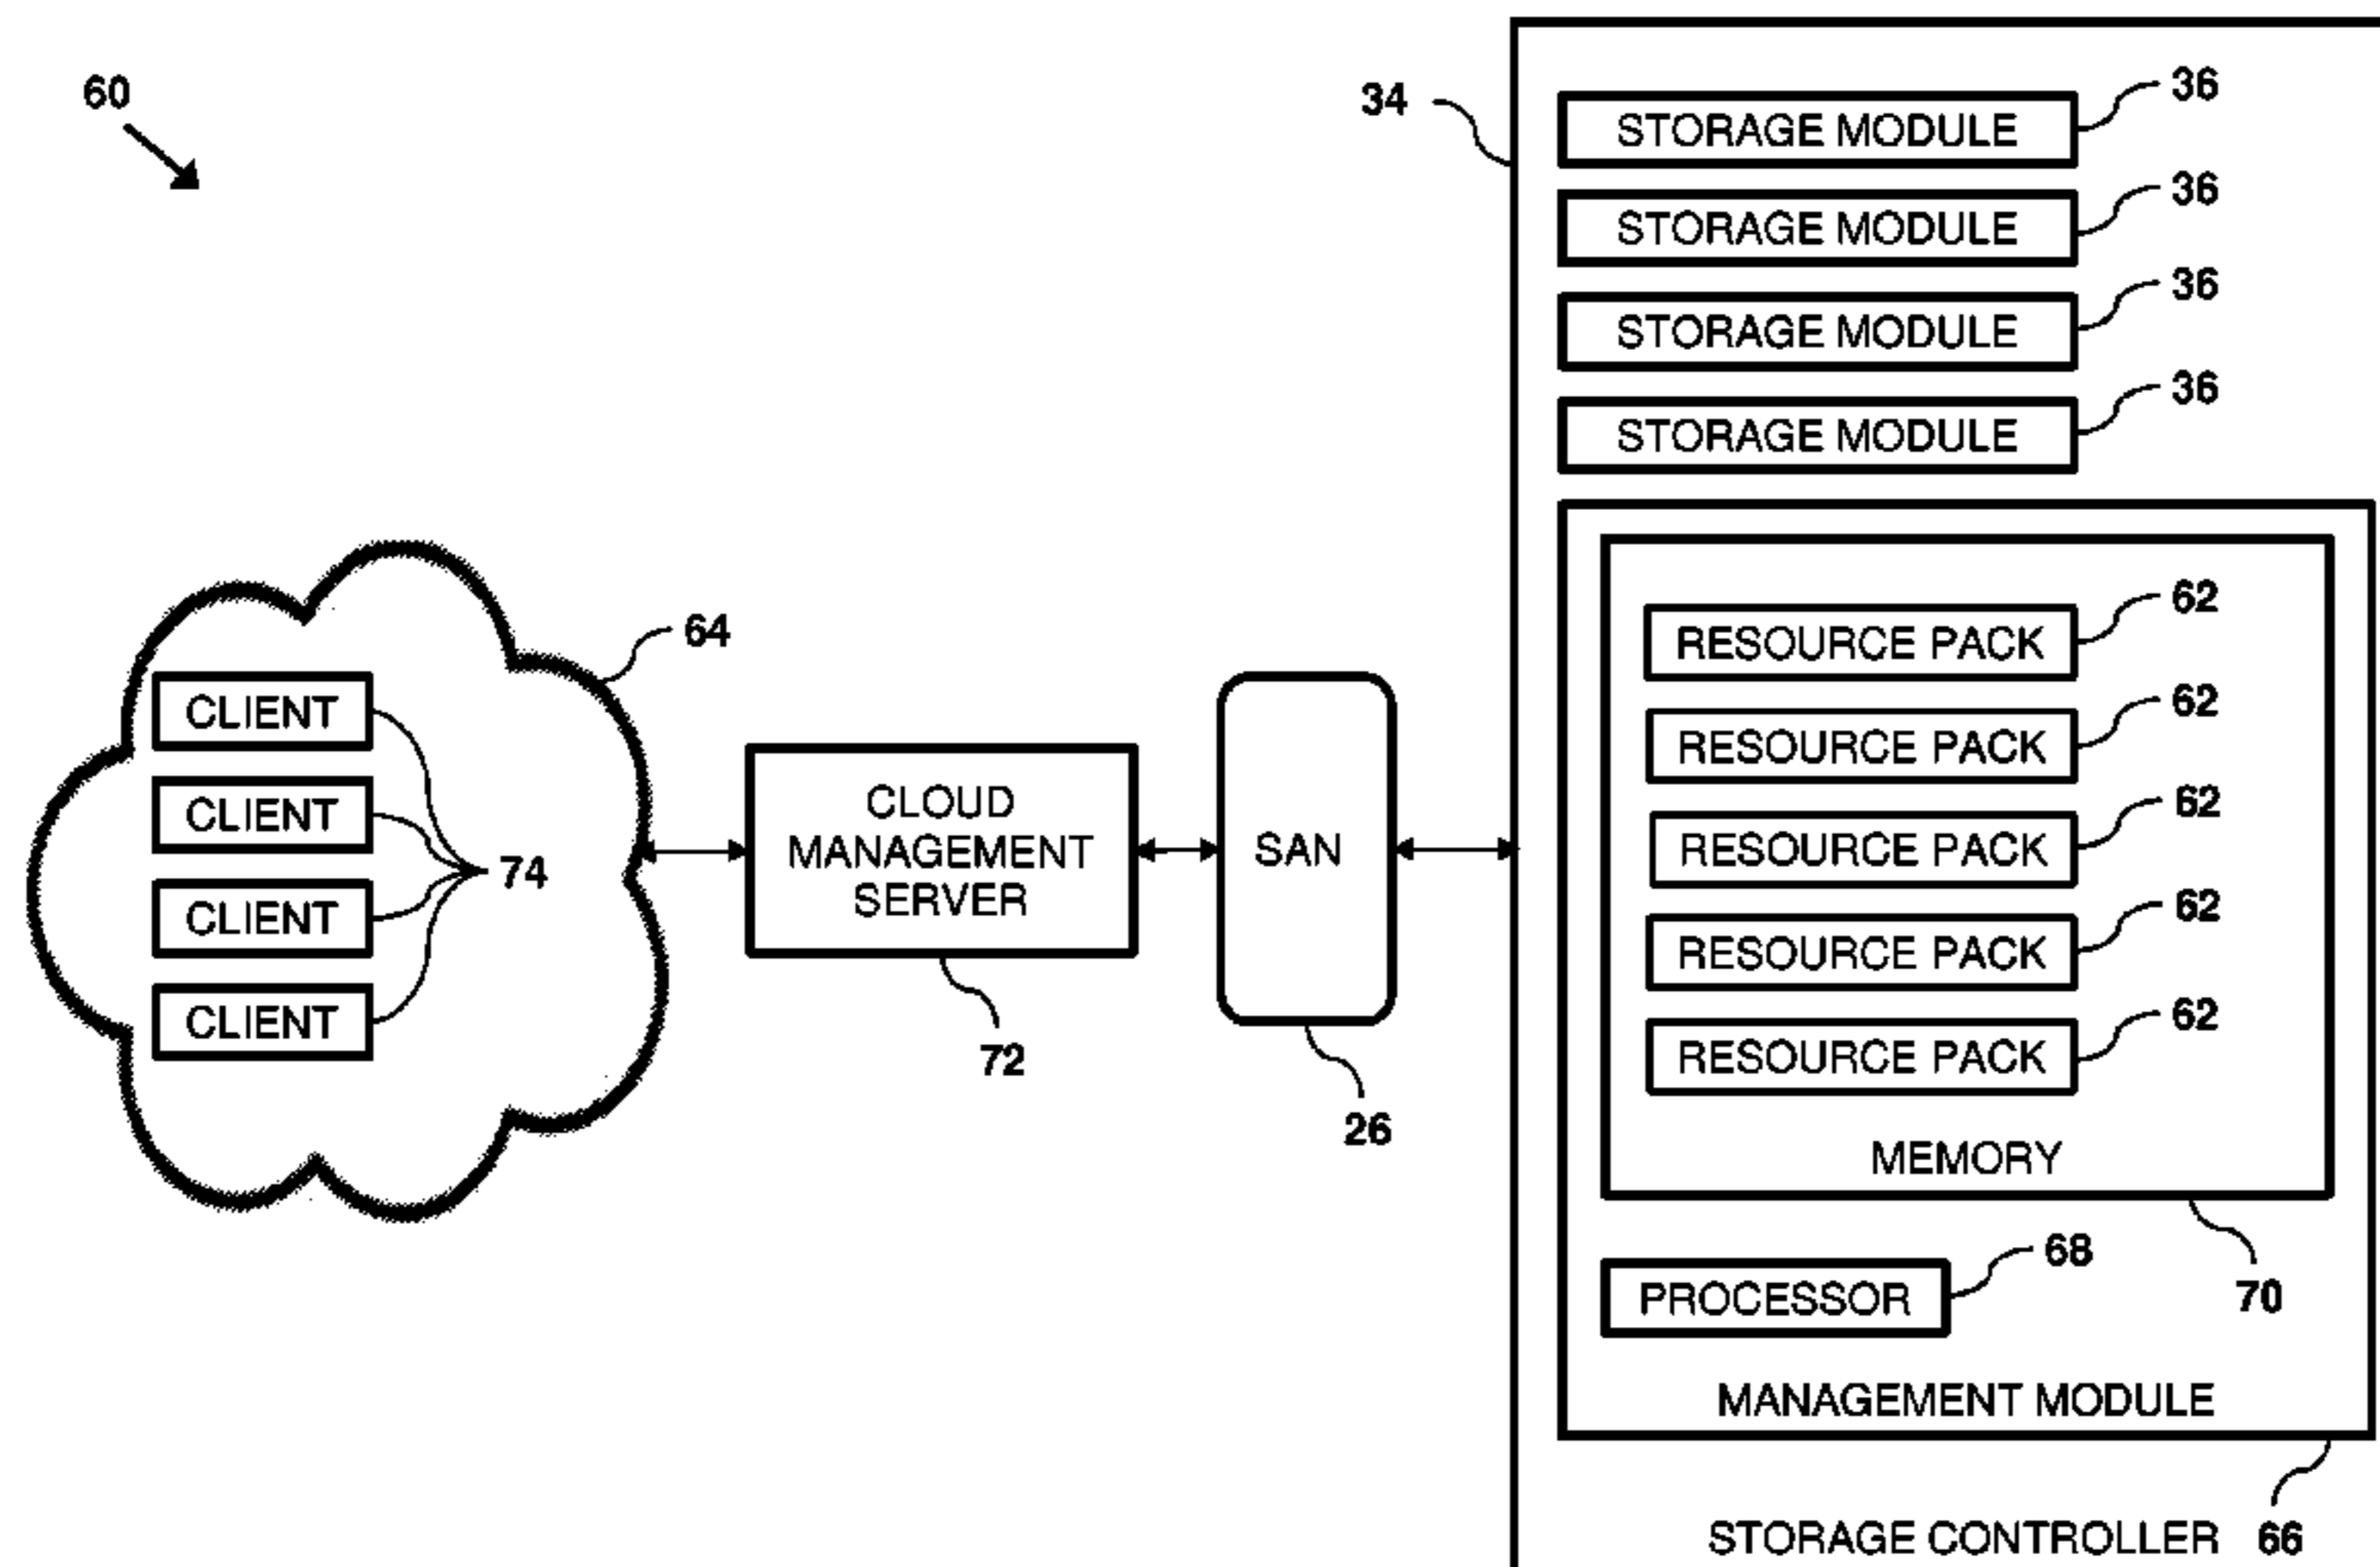 60
34
STORAGE MODULE 36
STORAGE MODULE 36
STORAGE MODULE 36
STORAGE MODULE 36
64
CLIENT
CLIENT
CLIENT
CLIENT
74
CLOUD
MANAGEMENT
SERVER
72
SAN
26
RESOURCE PACK 62
RESOURCE PACK 62
RESOURCE PACK 62
RESOURCE PACK 62
RESOURCE PACK 62
MEMORY
70
PROCESSOR 68
MANAGEMENT MODULE
STORAGE CONTROLLER 66